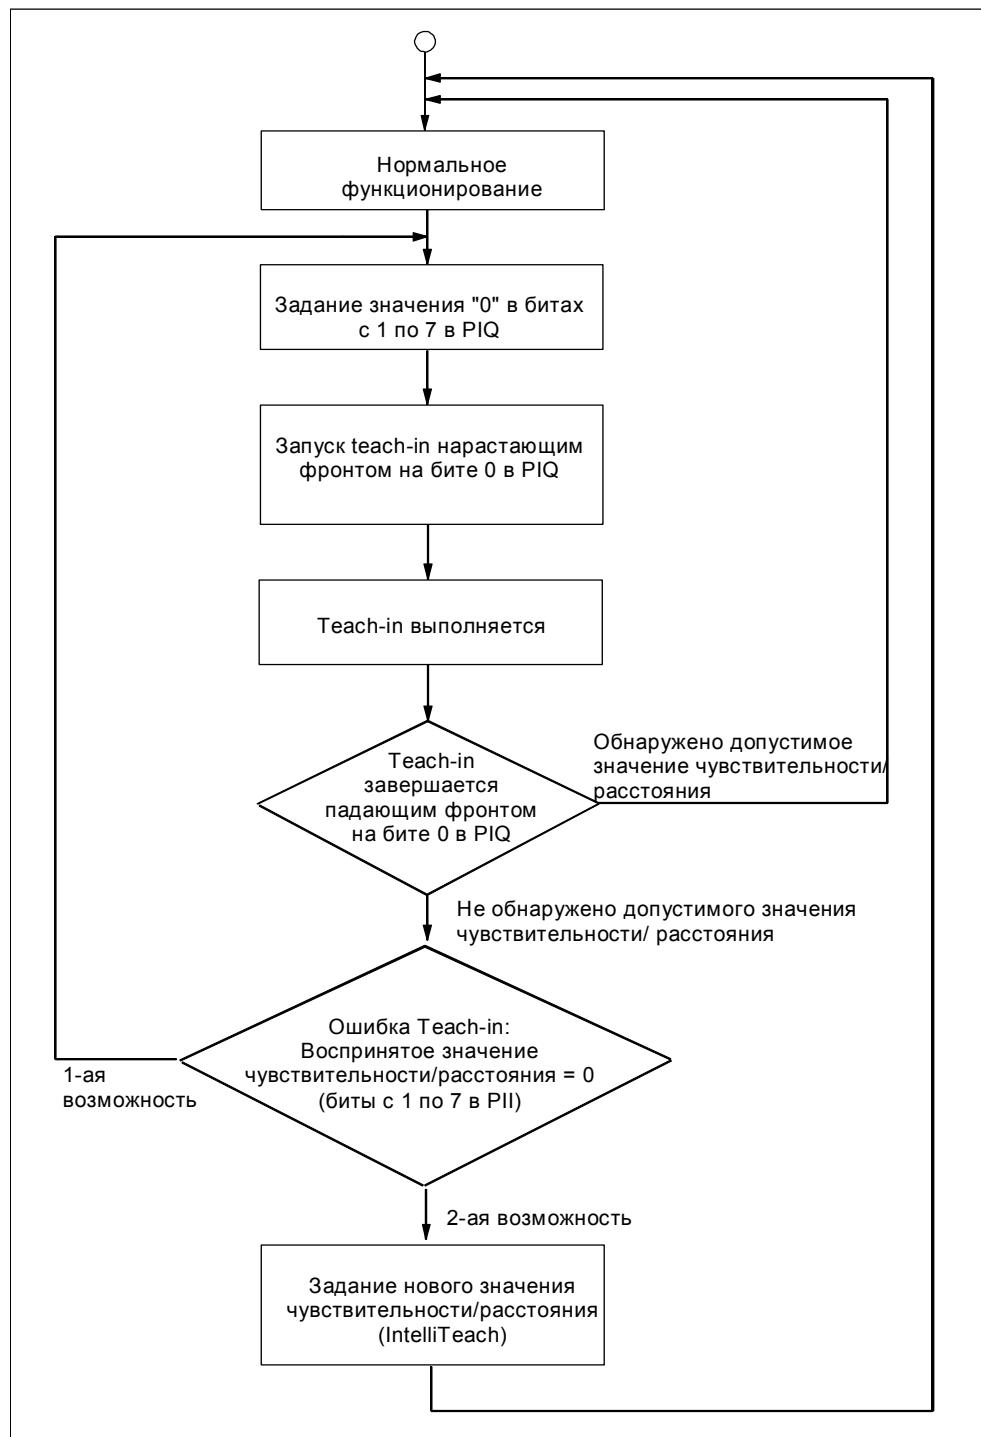 Нормальное
функционирование
Задание значения "0" в битах
с 1 по 7 в PIQ
Запуск teach-in нарастающим
фронтом на бите 0 в PIQ
Teach-in выполняется
Teach-in
завершается
падающим фронтом
на бите 0 в PIQ
Обнаружено допустимое
значение чувствительности/
расстояния
Не обнаружено допустимого значения
чувствительности/ расстояния
Ошибка Teach-in:
Воспринятое значение
чувствительности/расстояния = 0
(биты с 1 по 7 в PII)
1-ая
возможность
2-ая возможность
Задание нового значения
чувствительности/расстояния
(IntelliTeach)